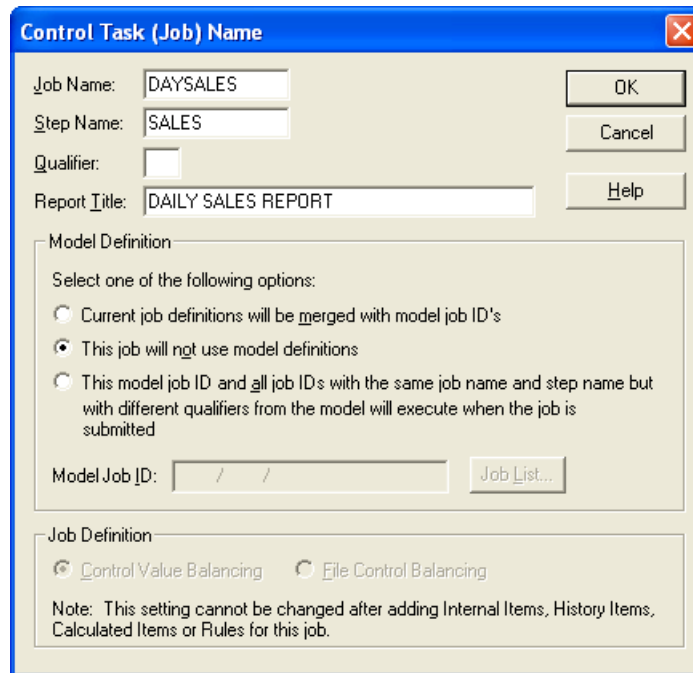 Control Task (Job) Name
Job Name: DAYSALES
OK
Step Name: SALES
Cancel
Qualifier:
Report Title: DAILY SALES REPORT
Help
Model Definition
Select one of the following options:
Current job definitions will be merged with model job ID's
This job will not use model definitions
This model job ID and all job IDs with the same job name and step name but
with different qualifiers from the model will execute when the job is
submitted
Model Job ID: / / Job List...
Job Definition
Control Value Balancing File Control Balancing
Note: This setting cannot be changed after adding Internal Items, History Items,
Calculated Items or Rules for this job.